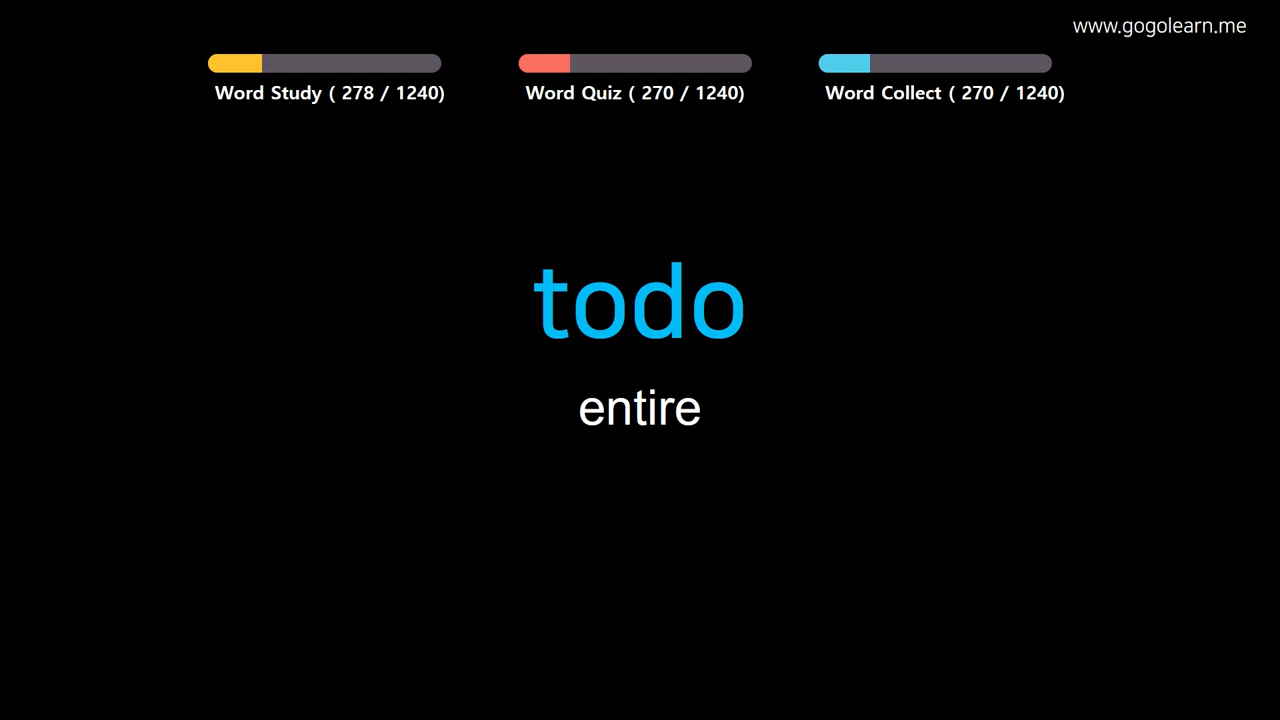 www.gogolearn.me
Word Study ( 278 / 1240)
Word Quiz ( 270 / 1240)
Word Collect ( 270 / 1240)
todo
entire